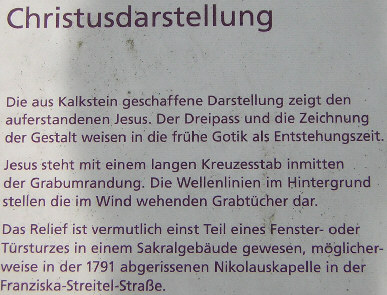 Christusdarstellung
Die aus Kalkstein geschaffene Darstellung zeigt den
auferstandenen Jesus. Der Dreipass und die Zeichnung
der Gestalt weisen in die frühe Gotik als Entstehungszeit.
Jesus steht mit einem langen Kreuzesstab inmitten
der Grabumrandung. Die Wellenlinien im Hintergrund
stellen die im Wind wehenden Grabtücher dar.
Das Relief ist vermutlich einst Teil eines Fenster- oder
Türsturzes in einem Sakralgebäude gewesen, möglicher-
weise in der 1791 abgerissenen Nikolauskapelle in der
Franziska-Streitel-Straße.